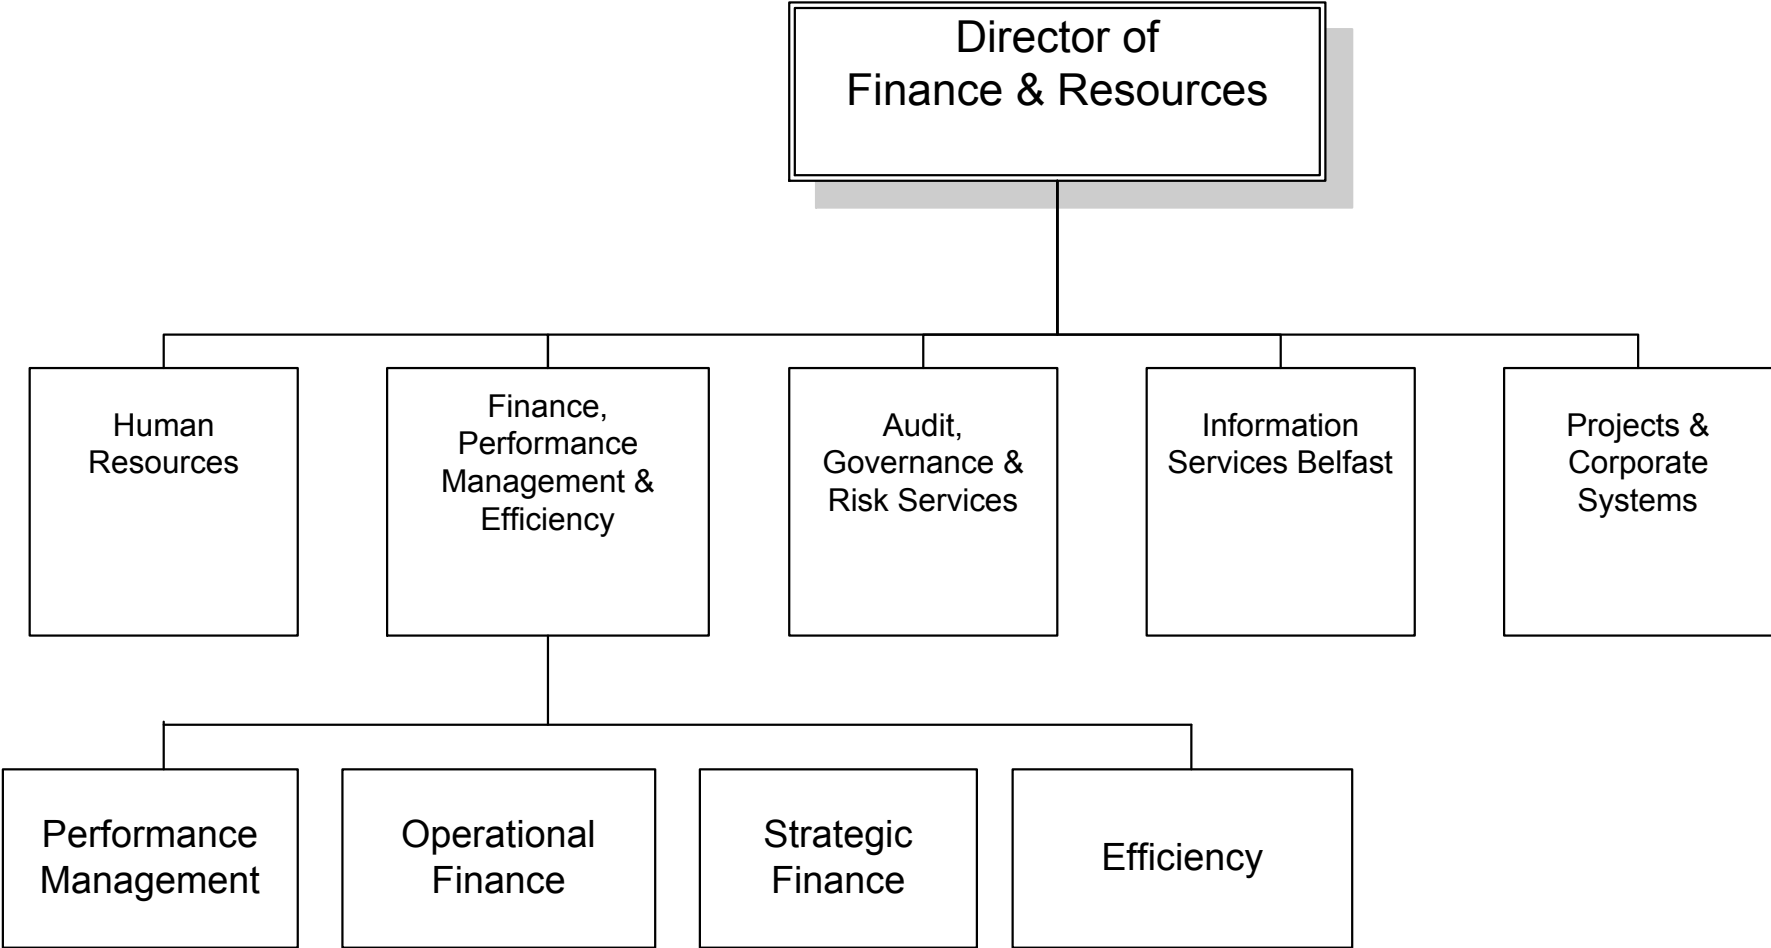 Director of
Finance & Resources
Human
Resources
Finance,
Performance
Management &
Efficiency
Audit,
Governance &
Risk Services
Information
Services Belfast
Projects &
Corporate
Systems
Performance
Management
Operational
Finance
Strategic
Finance
Efficiency